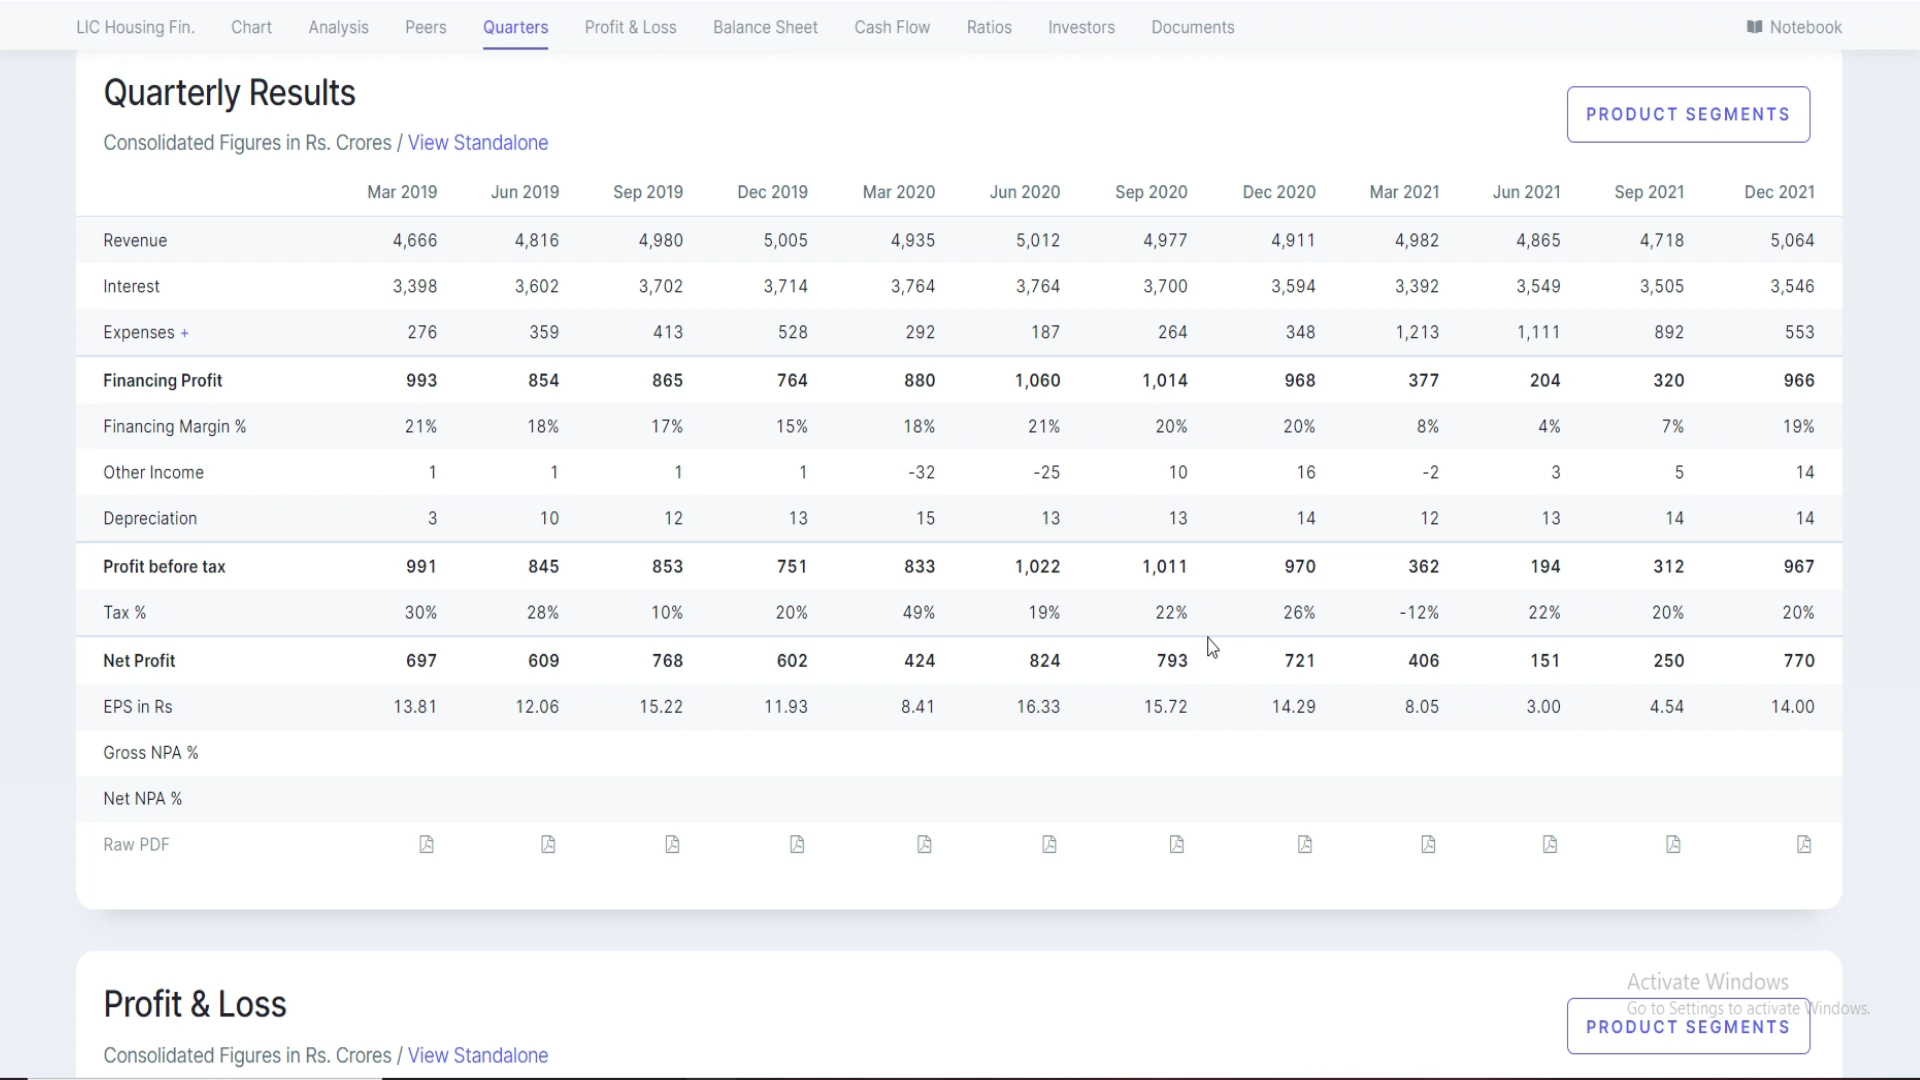 LIC Housing Fin. Chart Analysis Peers Quarters Profit & Loss Balance Sheet Cash Flow Ratios Investors Documents Notebook
Quarterly Results
PRODUCT SEGMENTS
Consolidated Figures in Rs. Crores / View Standalone
Mar 2019 Jun 2019 Sep 2019 Dec 2019 Mar 2020 Jun 2020 Sep 2020 Dec 2020 Mar 2021 Jun 2021 Sep 2021 Dec 2021
Revenue 4,666 4,816 4,980 5,005 4,935 5,012 4,977 4,911 4,982 4,865 4,718 5,064
Interest 3,398 3,602 3,702 3,714 3,764 3,764 3,700 3,594 3,392 3,549 3,505 3,546
Expenses + 276 359 413 528 292 187 264 348 1,213 1,111 892 553
Financing Profit 993 854 865 764 880 1,060 1,014 968 377 204 320 966
Financing Margin % 21% 18% 17% 15% 18% 21% 20% 20% 8% 4% 7% 19%
Other Income 1 1 1 1 -32 -25 10 16 -2 3 5 14
Depreciation 3 10 12 13 15 13 13 14 12 13 14 14
Profit before tax 991 845 853 751 833 1,022 1,011 970 362 194 312 967
Tax % 30% 28% 10% 20% 49% 19% 22% 26% -12% 22% 20% 20%
Net Profit 697 609 768 602 424 824 793 721 406 151 250 770
EPS in Rs 13.81 12.06 15.22 11.93 8.41 16.33 15.72 14.29 8.05 3.00 4.54 14.00
Gross NPA %
Net NPA %
Raw PDF
Profit & Loss
Activate Windows
Go to Settings to activate Windows.
PRODUCT SEGMENTS
Consolidated Figures in Rs. Crores / View Standalone